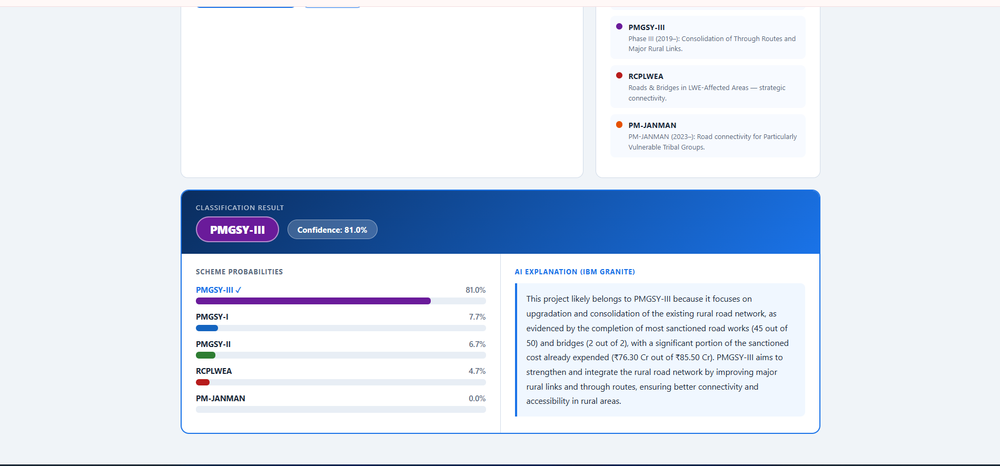 PMGSY-III
Phase III (2019–): Consolidation of Through Routes and
Major Rural Links.
RCPLWEA
Roads & Bridges in LWE-Affected Areas — strategic
connectivity.
PM-JANMAN
PM-JANMAN (2023–): Road connectivity for Particularly
Vulnerable Tribal Groups.
CLASSIFICATION RESULT
PMGSY-III
Confidence: 81.0%
SCHEME PROBABILITIES
PMGSY-III ✓ 81.0%
PMGSY-I 7.7%
PMGSY-II 6.7%
RCPLWEA 4.7%
PM-JANMAN 0.0%
AI EXPLANATION (IBM GRANITE)
This project likely belongs to PMGSY-III because it focuses on
upgradation and consolidation of the existing rural road network, as
evidenced by the completion of most sanctioned road works (45 out of
50) and bridges (2 out of 2), with a significant portion of the sanctioned
cost already expended (₹76.30 Cr out of ₹85.50 Cr). PMGSY-III aims to
strengthen and integrate the rural road network by improving major
rural links and through routes, ensuring better connectivity and
accessibility in rural areas.